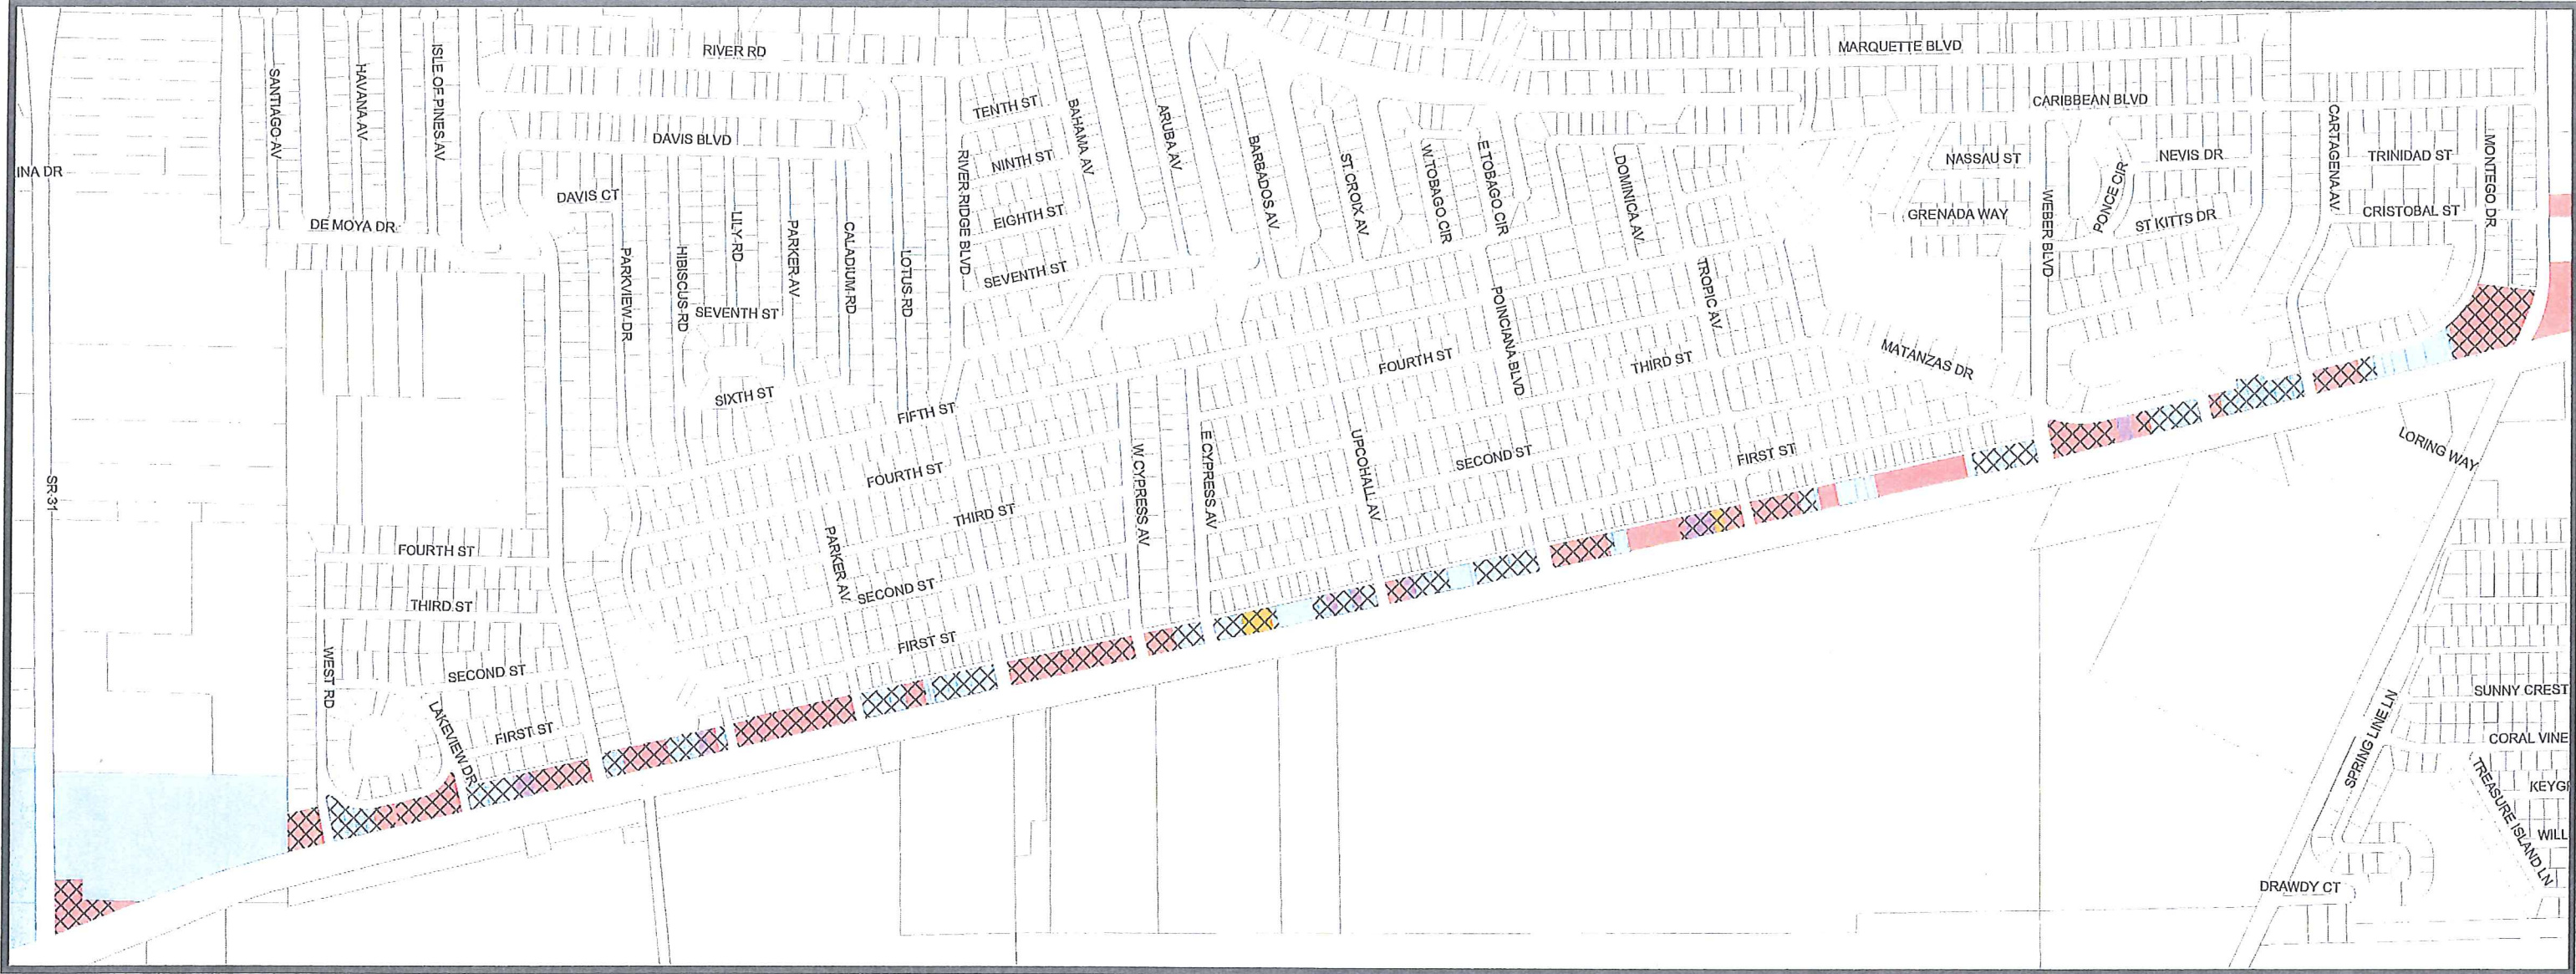 RIVER RD
MARQUETTE BLVD
SANTIAGO AV
HAVANA AV
ISLE OF PINES AV
TENTH ST
BAHAMA AV
ARUBA AV
CARIBBEAN BLVD
CARTAGENA AV
DAVIS BLVD
NINTH ST
BARBADOS AV
ST CROIX AV
W TOBAGO CIR
E TOBAGO CIR
DOMINICA AV
NASSAU ST
NEVIS DR
TRINIDAD ST
MONTEGO DR
INA DR
DAVIS CT
RIVER RIDGE BLVD
EIGHTH ST
GRENADA WAY
WEBER BLVD
PONCE CIR
ST KITTS DR
CRISTOBAL ST
DE MOYA DR
LILY RD
PARKER AV
CALADIUM RD
LOTUS RD
PARKVIEW DR
HIBISCUS RD
SEVENTH ST
SEVENTH ST
TROPIC AV
POINCIANA BLVD
FOURTH ST
THIRD ST
MATANZAS DR
SIXTH ST
FIFTH ST
W CYPRESS AV
E CYPRESS AV
UPCOHALL AV
SECOND ST
FIRST ST
LORING WAY
SR 31
FOURTH ST
THIRD ST
PARKER AV
FOURTH ST
THIRD ST
SECOND ST
FIRST ST
WEST RD
SECOND ST
LAKEVIEW DR
FIRST ST
SUNNY CREST
SPRING LINE LN
CORAL VINE
TREASURE ISLAND LN
KEYG
WILL
DRAWDY CT